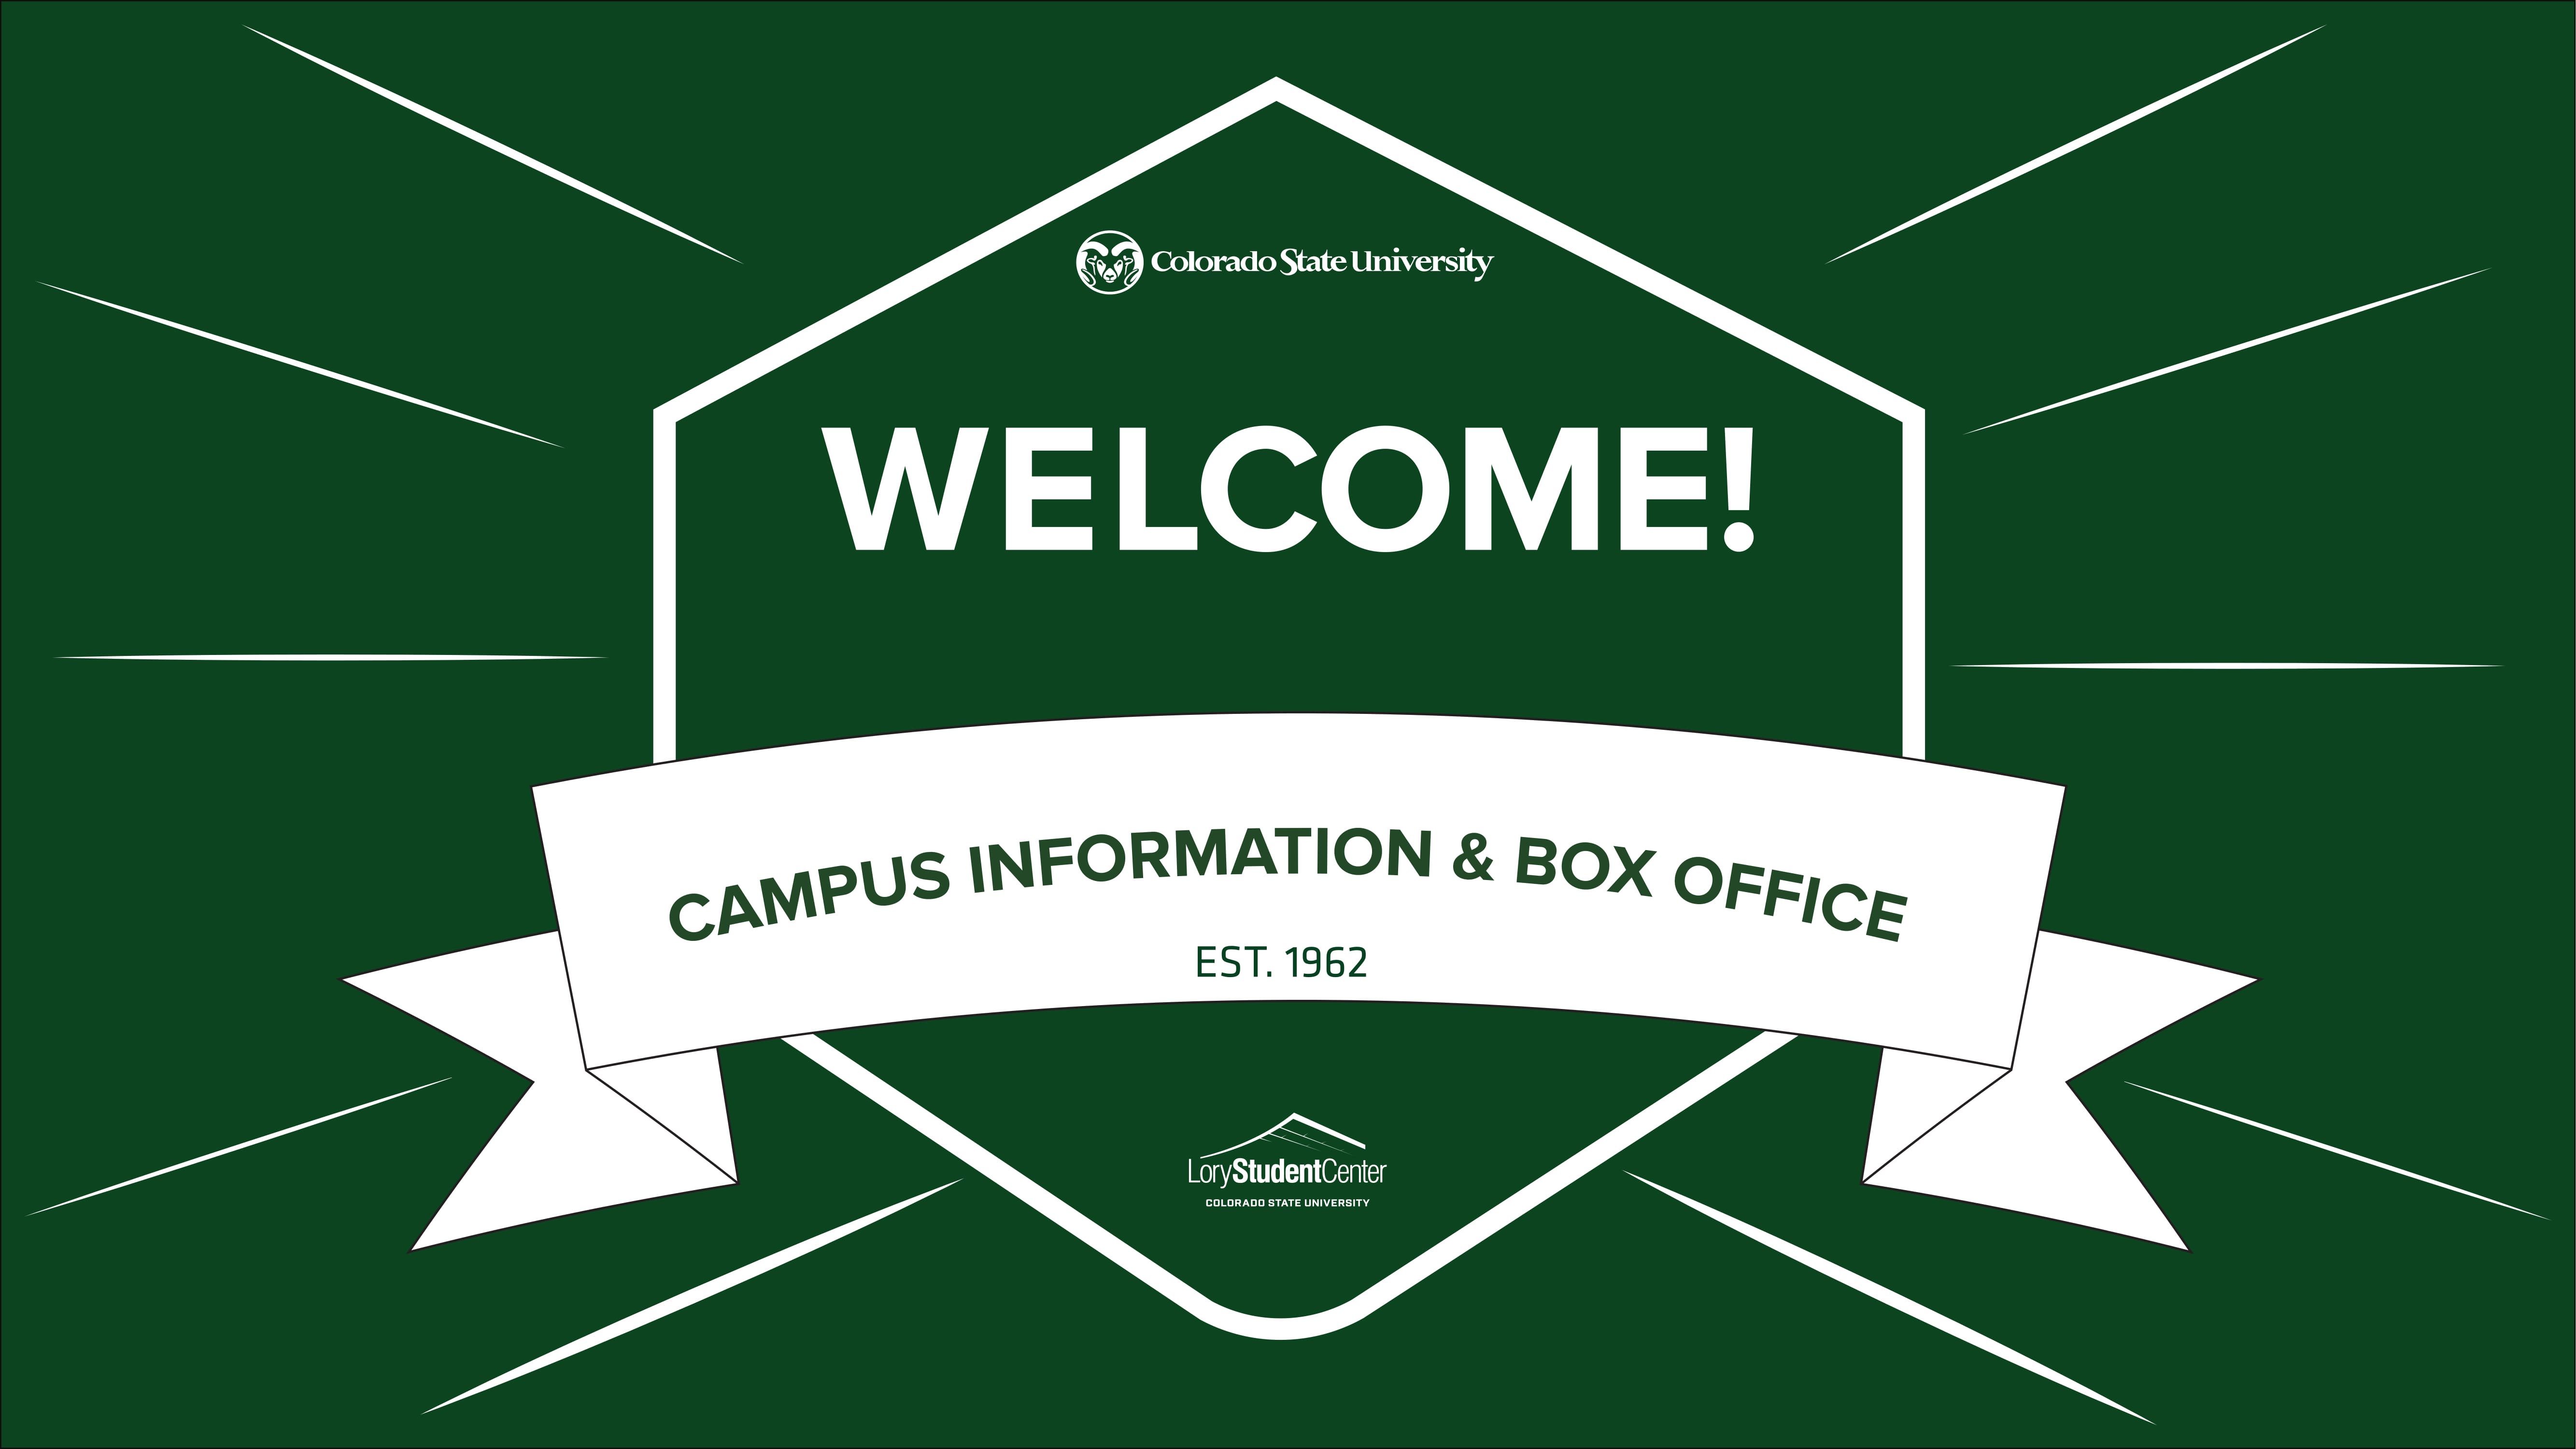 Colorado State University
WELCOME!
CAMPUS INFORMATION & BOX OFFICE
EST. 1962
LoryStudentCenter
COLORADO STATE UNIVERSITY